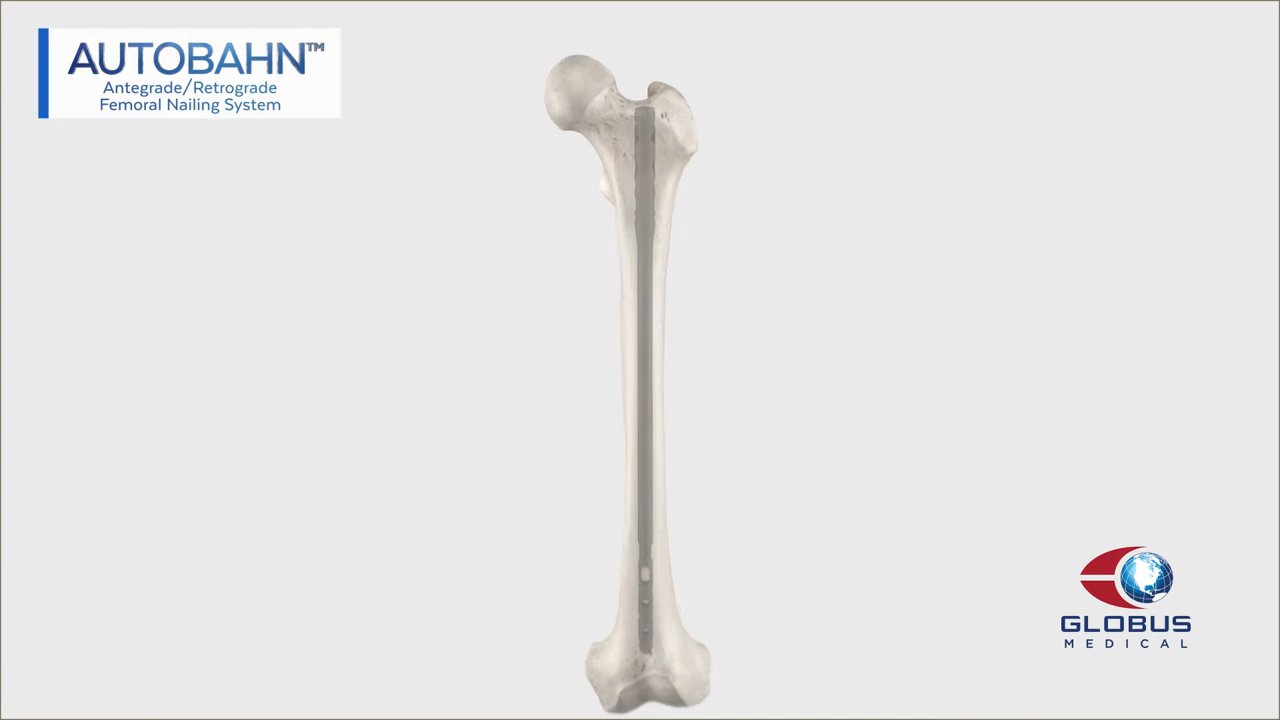 AUTOBAHN™
Antegrade/Retrograde
Femoral Nailing System
GLOBUS
MEDICAL